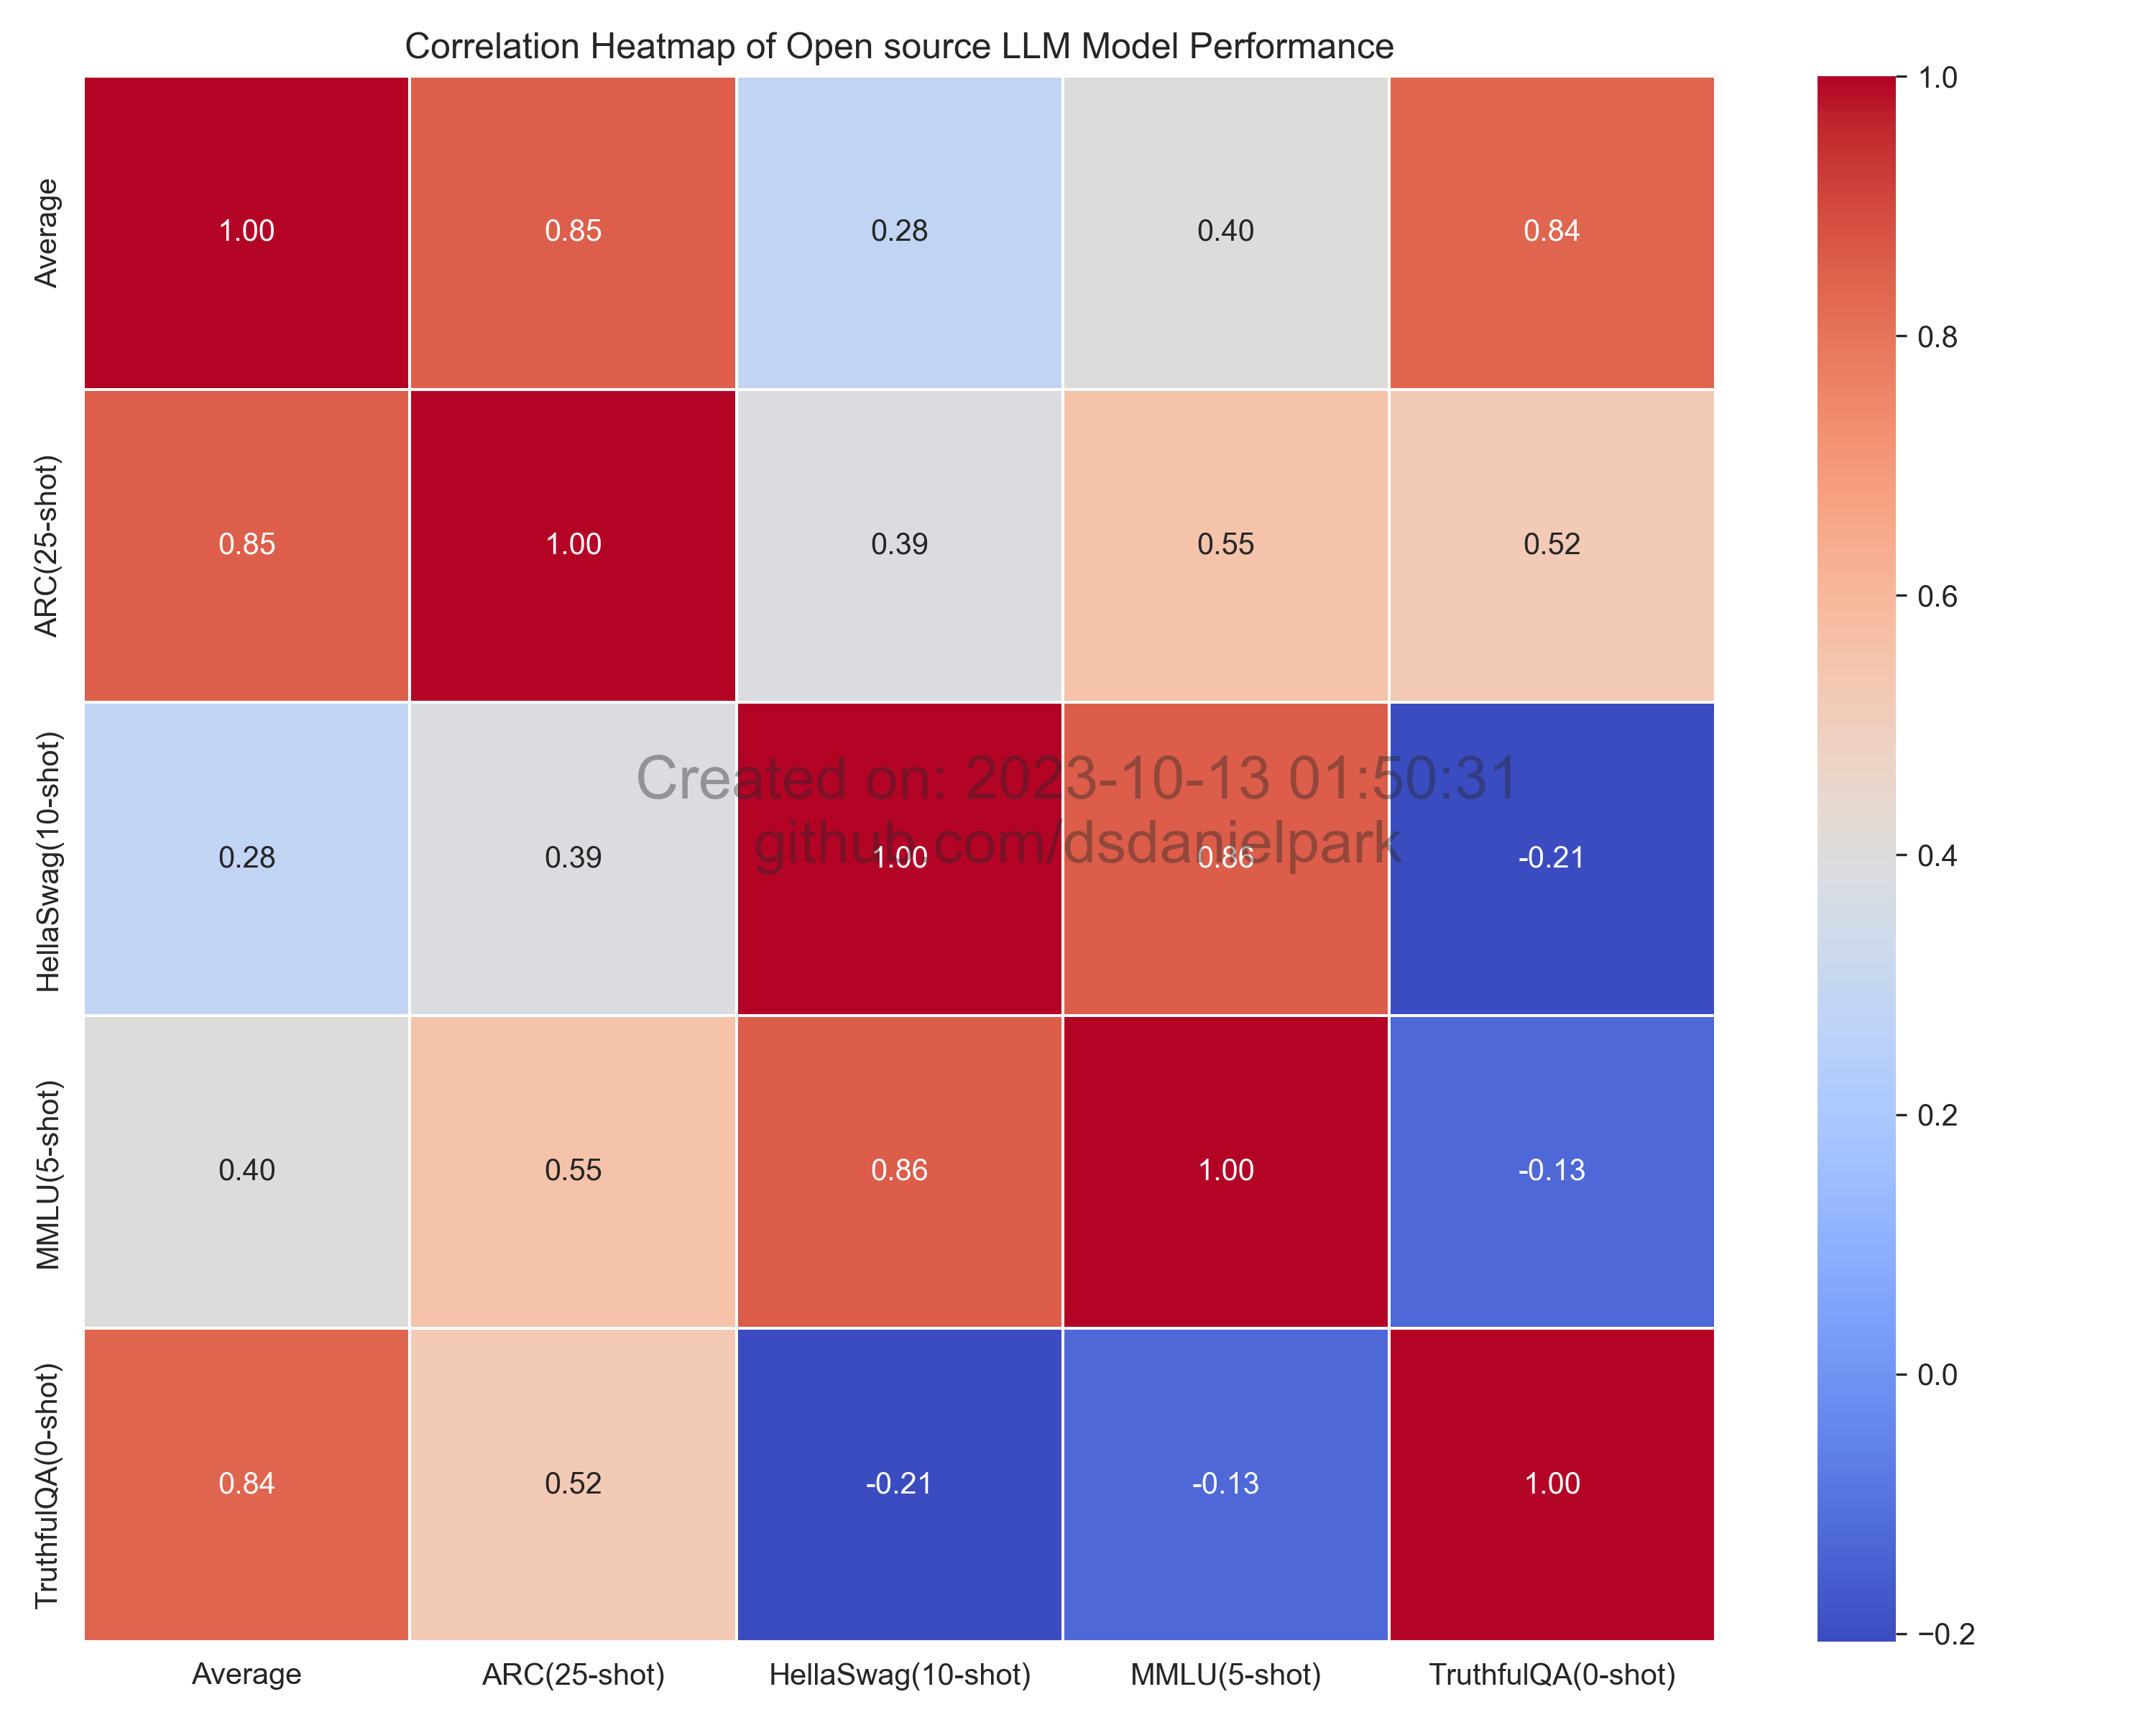 Correlation Heatmap of Open source LLM Model Performance
Average
1.00
0.85
0.28
0.40
0.84
ARC(25-shot)
0.85
1.00
0.39
0.55
0.52
HellaSwag(10-shot)
0.28
0.39
1.00
0.86
-0.21
MMLU(5-shot)
0.40
0.55
0.86
1.00
-0.13
TruthfulQA(0-shot)
0.84
0.52
-0.21
-0.13
1.00
Created on: 2023-10-13 01:50:31
github.com/dsdanielpark
Average
ARC(25-shot)
HellaSwag(10-shot)
MMLU(5-shot)
TruthfulQA(0-shot)
1.0
0.8
0.6
0.4
0.2
0.0
−0.2